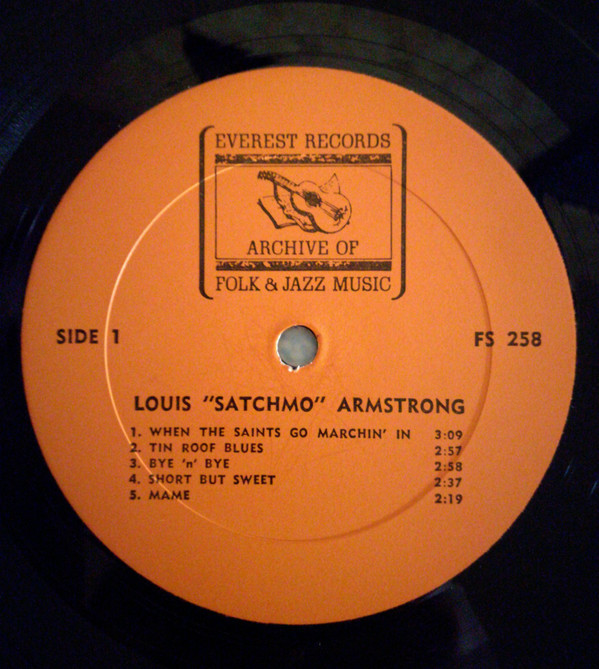 EVEREST RECORDS
ARCHIVE OF
FOLK & JAZZ MUSIC
SIDE 1 FS 258
LOUIS "SATCHMO" ARMSTRONG
1. WHEN THE SAINTS GO MARCHIN' IN 3:09
2. TIN ROOF BLUES 2:57
3. BYE 'n' BYE 2:58
4. SHORT BUT SWEET 2:37
5. MAME 2:19